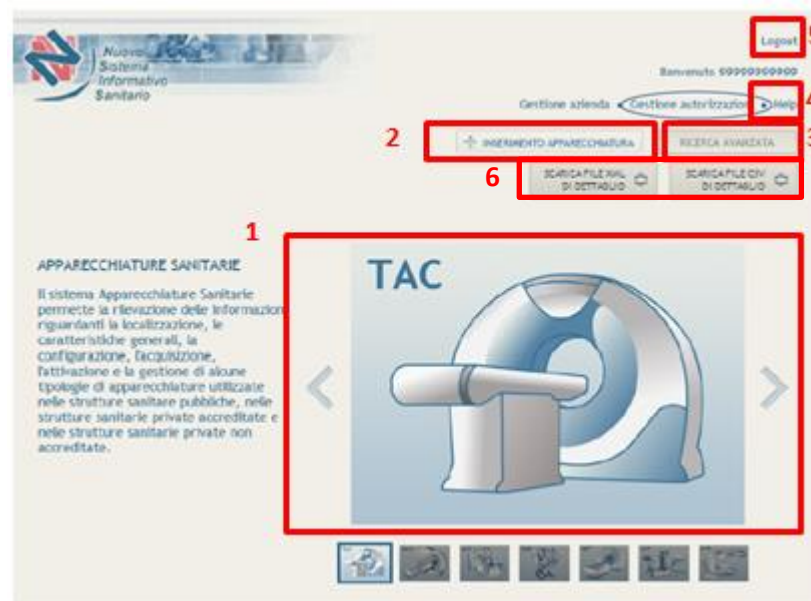 Logout 5
Nuovo
Sistema
Informativo
Sanitario
Benvenuto 99999999999
Gestione azienda • Gestione autorizzazioni • Help 4
2 INSERIMENTO APPARECCHIATURA RICERCA AVANZATA 3
6 SCARICA FILE XML DI DETTAGLIO SCARICA FILE CSV DI DETTAGLIO
1
APPARECCHIATURE SANITARIE
Il sistema Apparecchiature Sanitarie
permette la rilevazione delle informazioni
riguardanti la localizzazione, le
caratteristiche generali, la
configurazione, l'acquisizione,
l'attivazione e la gestione di alcune
tipologie di apparecchiature utilizzate
nelle strutture sanitare pubbliche, nelle
strutture sanitarie private accreditate e
nelle strutture sanitarie private non
accreditate.
TAC